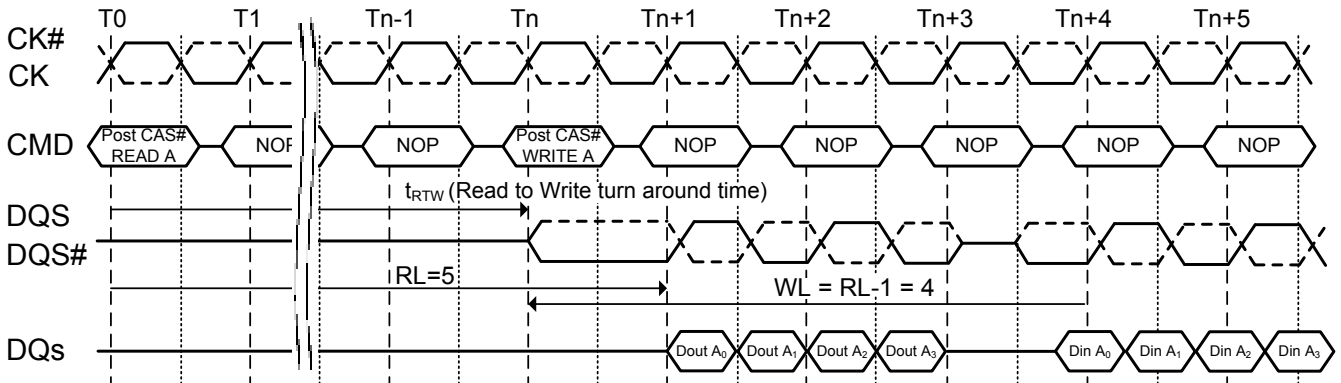 T0 T1 Tn-1 Tn Tn+1 Tn+2 Tn+3 Tn+4 Tn+5
CK#
CK
CMD Post CAS# READ A NOP NOP Post CAS# WRITE A NOP NOP NOP NOP NOP
tRTW (Read to Write turn around time)
DQS
DQS#
RL=5 WL = RL-1 = 4
DQs Dout A0 Dout A1 Dout A2 Dout A3 Din A0 Din A1 Din A2 Din A3